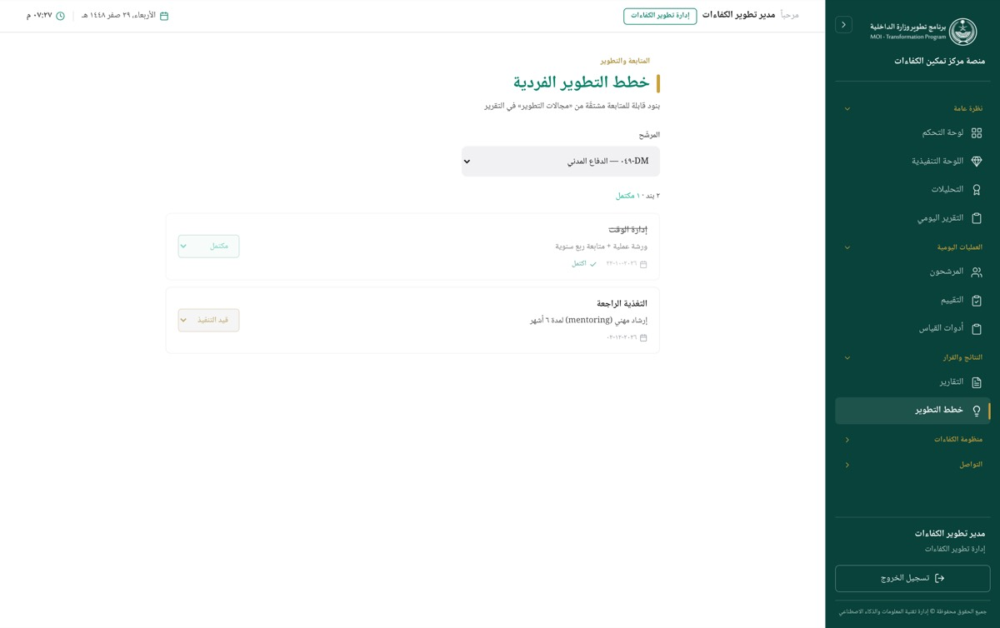 برنامج تطوير وزارة الداخلية
MOI - Transformation Program
منصة مركز تمكين الكفاءات
نظرة عامة
لوحة التحكم
اللوحة التنفيذية
التحليلات
التقرير اليومي
العمليات اليومية
المرشحون
التقييم
أدوات القياس
النتائج والقرار
التقارير
خطط التطوير
منظومة الكفاءات
التواصل
مدير تطوير الكفاءات
إدارة تطوير الكفاءات
تسجيل الخروج
جميع الحقوق محفوظة © إدارة تقنية المعلومات والذكاء الاصطناعي
مرحباً مدير تطوير الكفاءات إدارة تطوير الكفاءات
الأربعاء، ٢٩ صفر ١٤٤٨ هـ
٠٧:٢٧ م
المتابعة والتطوير
خطط التطوير الفردية
بنود قابلة للمتابعة مشتقّة من «مجالات التطوير» في التقرير
المرشّح
DM-٠٤٩ — الدفاع المدني
٢ بند · ١ مكتمل
إدارة الوقت
ورشة عملية + متابعة ربع سنوية
٢٠٢٦-١٠-٢٢ اكتمل
مكتمل
التغذية الراجعة
إرشاد مهني (mentoring) لمدة ٦ أشهر
٢٠٢٦-١٢-٠٢
قيد التنفيذ